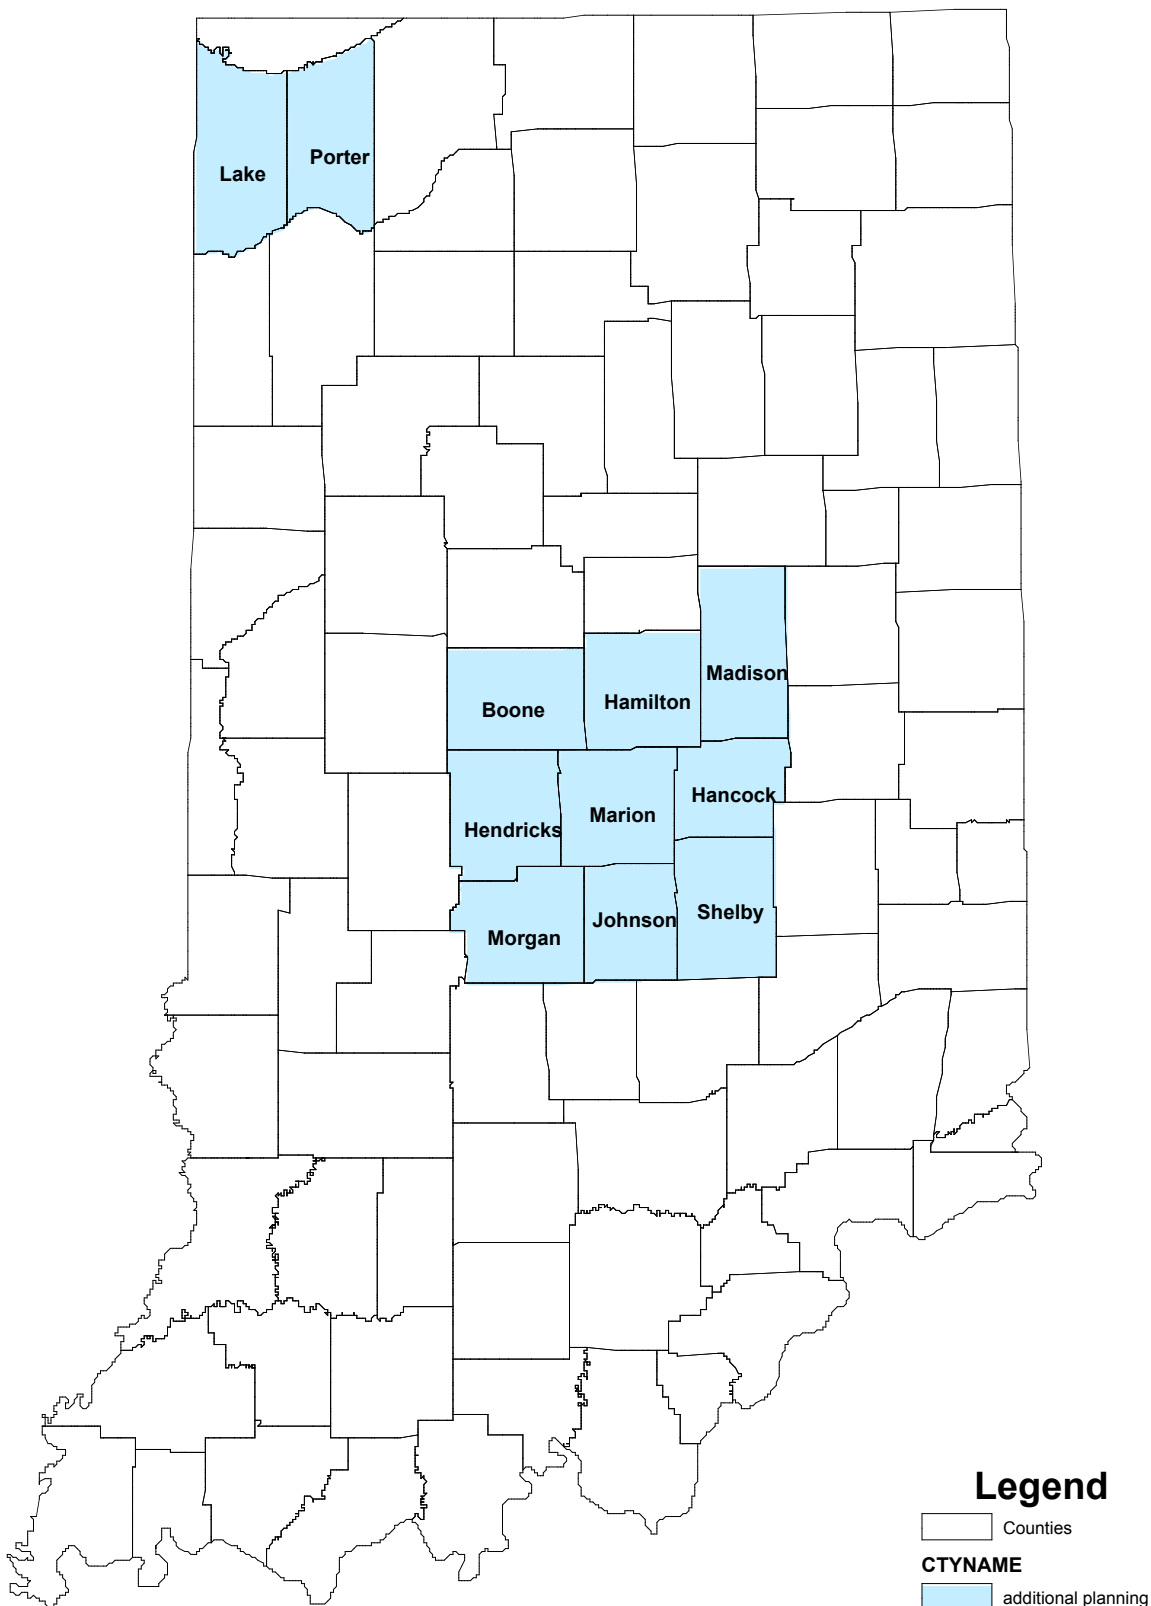 Porter
Lake
Madison
Hamilton
Boone
Hancock
Marion
Hendricks
Shelby
Johnson
Morgan
Legend
Counties
CTYNAME
additional planning